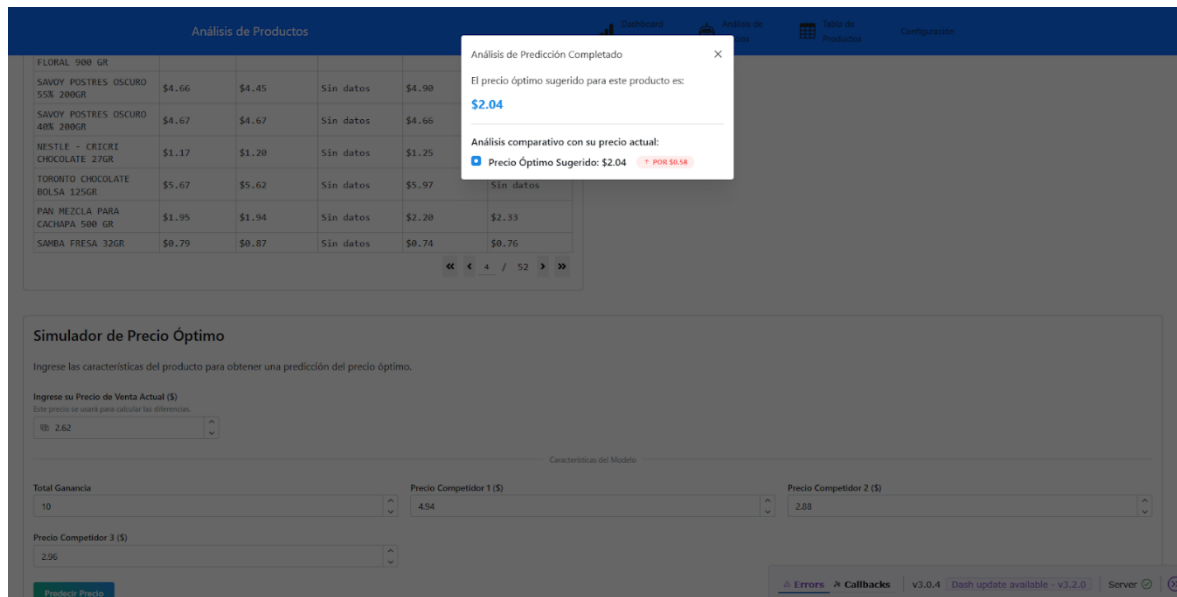 Análisis de Productos
Dashboard
Análisis de
Tabla de
Productos
Configuración
FLORAL 900 GR
SAVOY POSTRES OSCURO
55% 200GR
$4.66
$4.45
Sin datos
$4.90
SAVOY POSTRES OSCURO
40% 200GR
$4.67
$4.67
Sin datos
$4.66
NESTLE - CRICRI
CHOCOLATE 27GR
$1.17
$1.20
Sin datos
$1.25
TORONTO CHOCOLATE
BOLSA 125GR
$5.67
$5.62
Sin datos
$5.97
Sin datos
PAN MEZCLA PARA
CACHAPA 500 GR
$1.95
$1.94
Sin datos
$2.20
$2.33
SAMBA FRESA 32GR
$0.79
$0.87
Sin datos
$0.74
$0.76
4 / 52
Análisis de Predicción Completado
El precio óptimo sugerido para este producto es:
$2.04
Análisis comparativo con su precio actual:
Precio Óptimo Sugerido: $2.04 ↑ POR $0.58
Simulador de Precio Óptimo
Ingrese las características del producto para obtener una predicción del precio óptimo.
Ingrese su Precio de Venta Actual ($)
Este precio se usará para calcular las diferencias.
2.62
Características del Modelo
Total Ganancia
10
Precio Competidor 1 ($)
4.94
Precio Competidor 2 ($)
2.88
Precio Competidor 3 ($)
2.96
Predecir Precio
Errors Callbacks v3.0.4 Dash update available - v3.2.0 Server